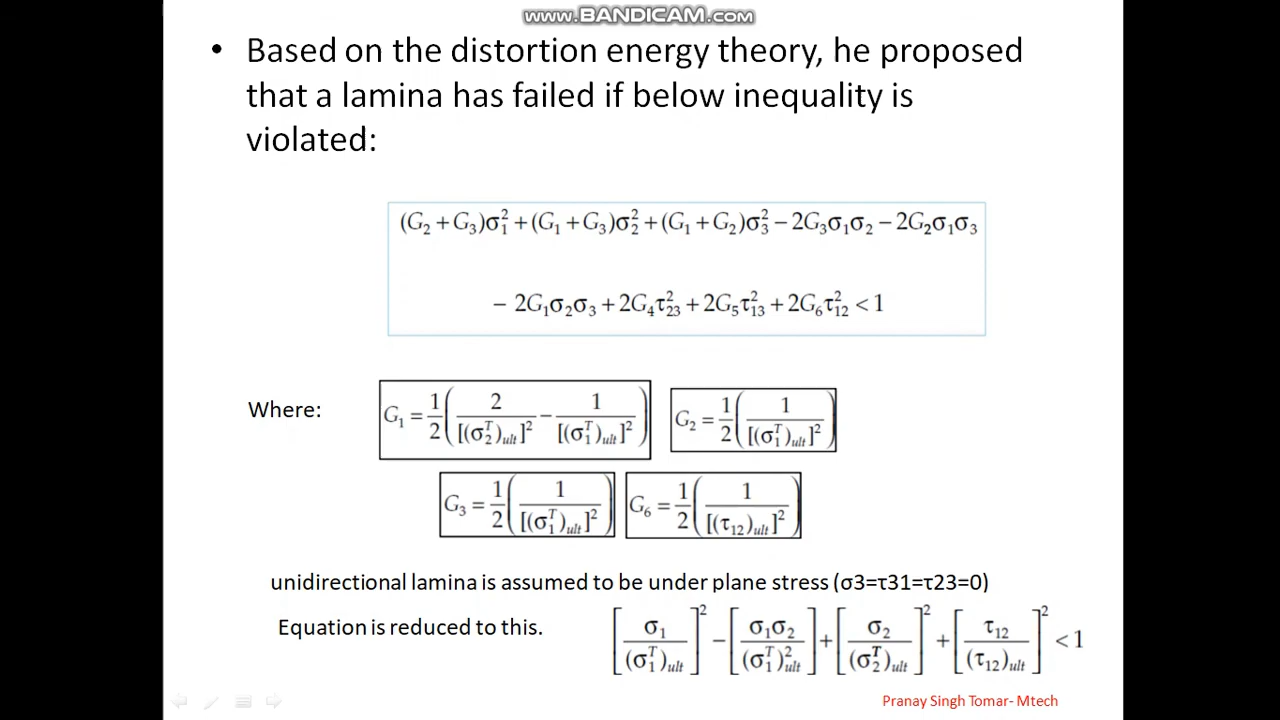 www.BANDICAM.com
• Based on the distortion energy theory, he proposed
that a lamina has failed if below inequality is
violated:
(G₂ + G₃)σ₁² + (G₁ + G₃)σ₂² + (G₁ + G₂)σ₃² − 2G₃σ₁σ₂ − 2G₂σ₁σ₃
− 2G₁σ₂σ₃ + 2G₄τ₂₃² + 2G₅τ₁₃² + 2G₆τ₁₂² < 1
Where: G₁ = 1/2 ( 2/[(σ₂ᵀ)ult]² − 1/[(σ₁ᵀ)ult]² ) G₂ = 1/2 ( 1/[(σ₁ᵀ)ult]² )
G₃ = 1/2 ( 1/[(σ₁ᵀ)ult]² ) G₆ = 1/2 ( 1/[(τ₁₂)ult]² )
unidirectional lamina is assumed to be under plane stress (σ3=τ31=τ23=0)
Equation is reduced to this. [σ₁/(σ₁ᵀ)ult]² − [σ₁σ₂/(σ₁ᵀ)²ult] + [σ₂/(σ₂ᵀ)ult]² + [τ₁₂/(τ₁₂)ult]² < 1
Pranay Singh Tomar- Mtech